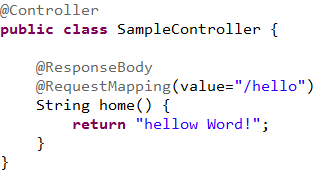 @Controller
public class SampleController {
@ResponseBody
@RequestMapping(value="/hello")
String home() {
return "hellow Word!";
}
}